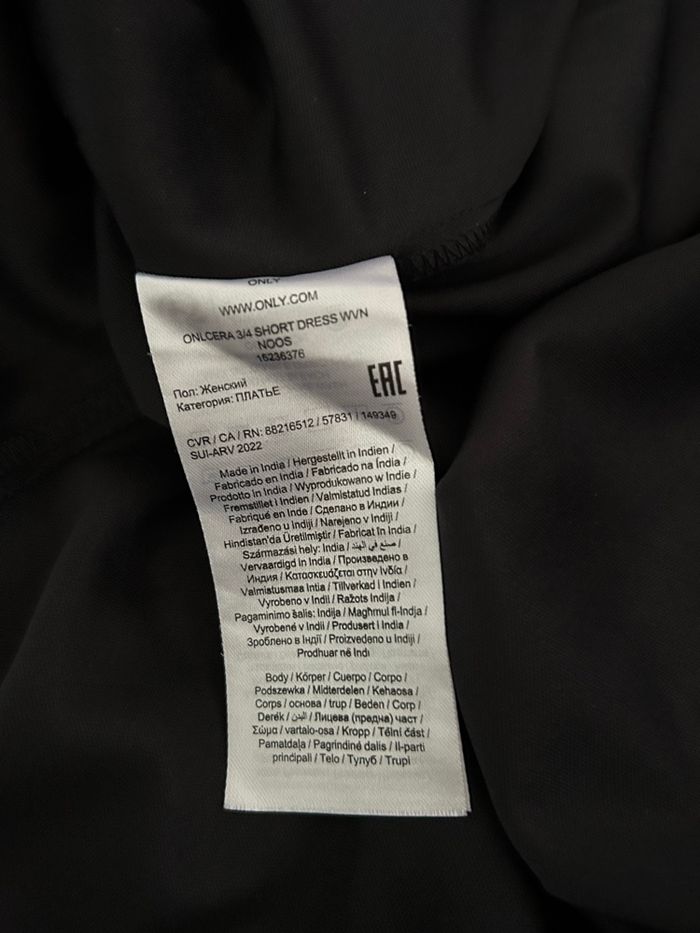 ONLY
WWW.ONLY.COM
ONLCERA 3/4 SHORT DRESS WVN
NOOS
15236376
EAC
Пол: Женский
Категория: ПЛАТЬЕ
CVR / CA / RN: 88216512 / 57831 / 149349
SUI-ARV 2022
Made in India / Hergestellt in Indien /
Fabricado en India / Fabricado na Índia /
Prodotto in India / Wyprodukowano w Indie /
Fremstillet i Indien / Valmistatud Indias /
Fabriqué en Inde / Сделано в Индии /
Izrađeno u Indiji / Narejeno v Indiji /
Hindistan'da Üretilmiştir / Fabricat în India /
Származási hely: India / صنع في الهند /
Vervaardigd in India / Произведено в
Индия / Κατασκευάζεται στην Ινδία /
Valmistusmaa Intia / Tillverkad i Indien /
Vyrobeno v Indii / Ražots Indijā /
Pagaminimo šalis: Indija / Magħmul fl-Indja /
Vyrobené v Indii / Produsert i India /
Зроблено в Індії / Proizvedeno u Indiji /
Prodhuar në Indi
Body / Körper / Cuerpo / Corpo /
Podszewka / Midterdelen / Kehaosa /
Corps / основа / trup / Beden / Corp /
Derék / البدن / Лицева (предна) част /
Σώμα / vartalo-osa / Kropp / Tělní část /
Pamatdaļa / Pagrindinė dalis / Il-parti
prinċipali / Telo / Тулуб / Trupi